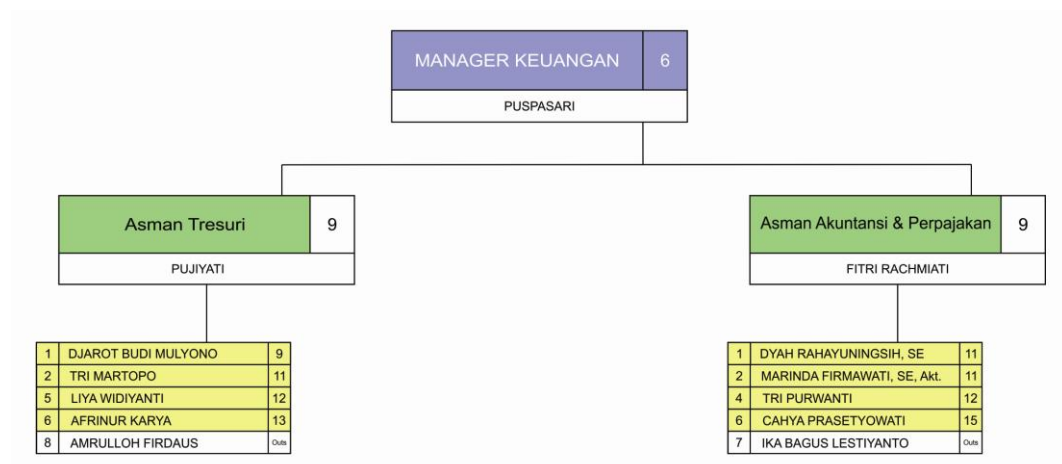 MANAGER KEUANGAN 6
PUSPASARI
Asman Tresuri 9
PUJIYATI
1 DJAROT BUDI MULYONO 9
2 TRI MARTOPO 11
5 LIYA WIDIYANTI 12
6 AFRINUR KARYA 13
8 AMRULLOH FIRDAUS Outs
Asman Akuntansi & Perpajakan 9
FITRI RACHMIATI
1 DYAH RAHAYUNINGSIH, SE 11
2 MARINDA FIRMAWATI, SE, Akt. 11
4 TRI PURWANTI 12
6 CAHYA PRASETYOWATI 15
7 IKA BAGUS LESTIYANTO Outs